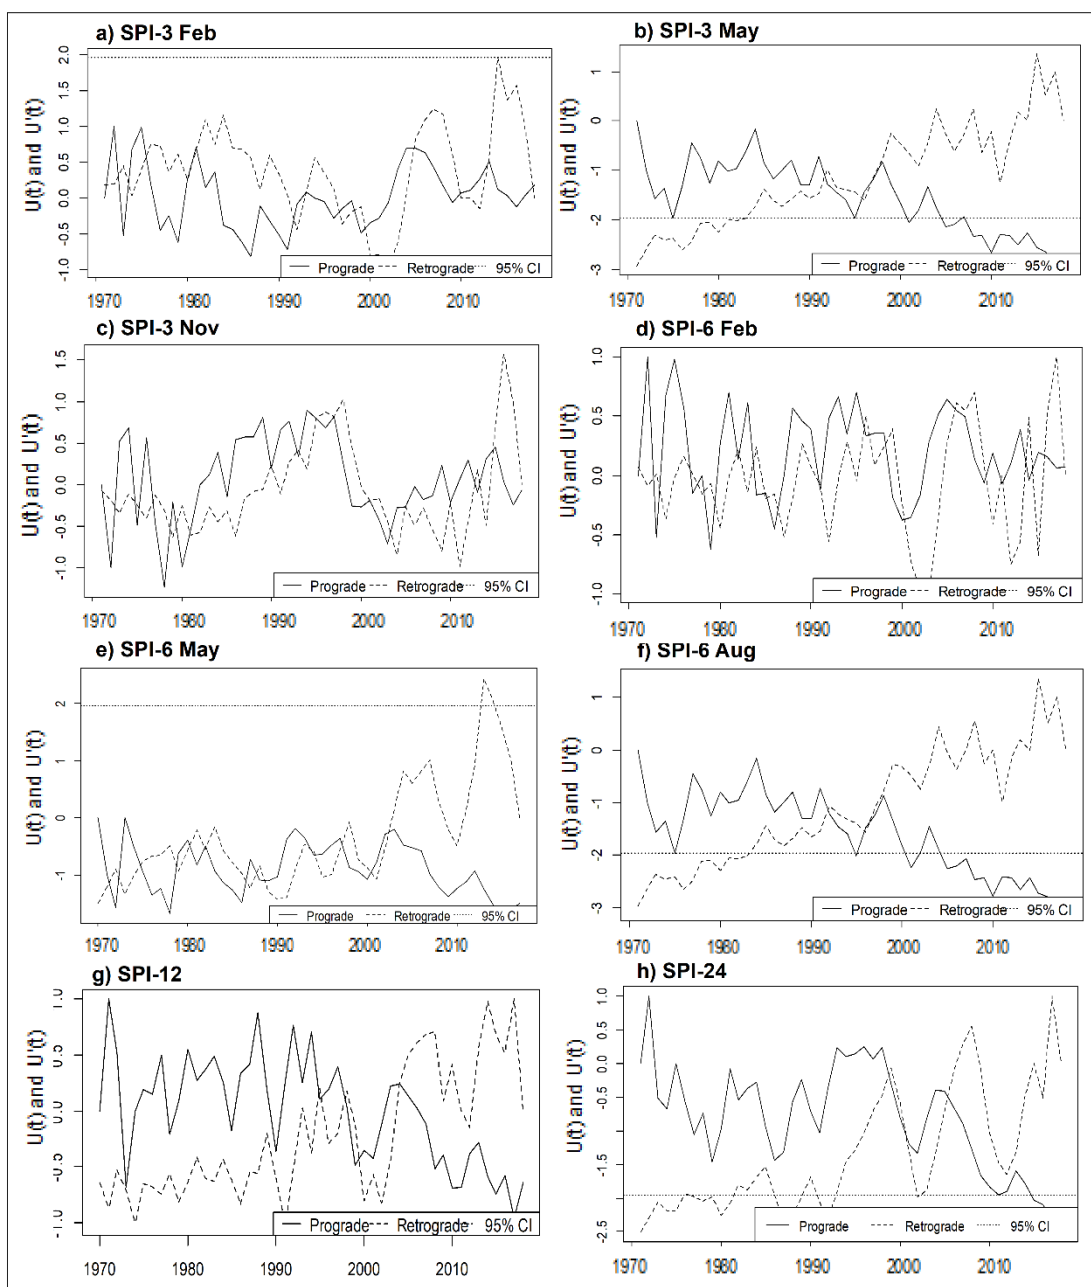 a) SPI-3 Feb
U(t) and U'(t)
2.0
1.5
1.0
0.5
0.0
-0.5
-1.0
Prograde Retrograde 95% CI
1970 1980 1990 2000 2010
b) SPI-3 May
1
0
-1
-2
-3
Prograde Retrograde 95% CI
1970 1980 1990 2000 2010
c) SPI-3 Nov
U(t) and U'(t)
1.5
1.0
0.5
0.0
-0.5
-1.0
Prograde Retrograde 95% CI
1970 1980 1990 2000 2010
d) SPI-6 Feb
U(t) and U'(t)
1.0
0.5
0.0
-0.5
-1.0
Prograde Retrograde 95% CI
1970 1980 1990 2000 2010
e) SPI-6 May
U(t) and U'(t)
2
1
0
-1
Prograde Retrograde 95% CI
1970 1980 1990 2000 2010
f) SPI-6 Aug
1
0
-1
-2
-3
Prograde Retrograde 95% CI
1970 1980 1990 2000 2010
g) SPI-12
U(t) and U'(t)
Prograde Retrograde 95% CI
1970 1980 1990 2000 2010
h) SPI-24
U(t) and U'(t)
1.0
0.5
0.0
-0.5
-1.5
-2.5
Prograde Retrograde 95% CI
1970 1980 1990 2000 2010